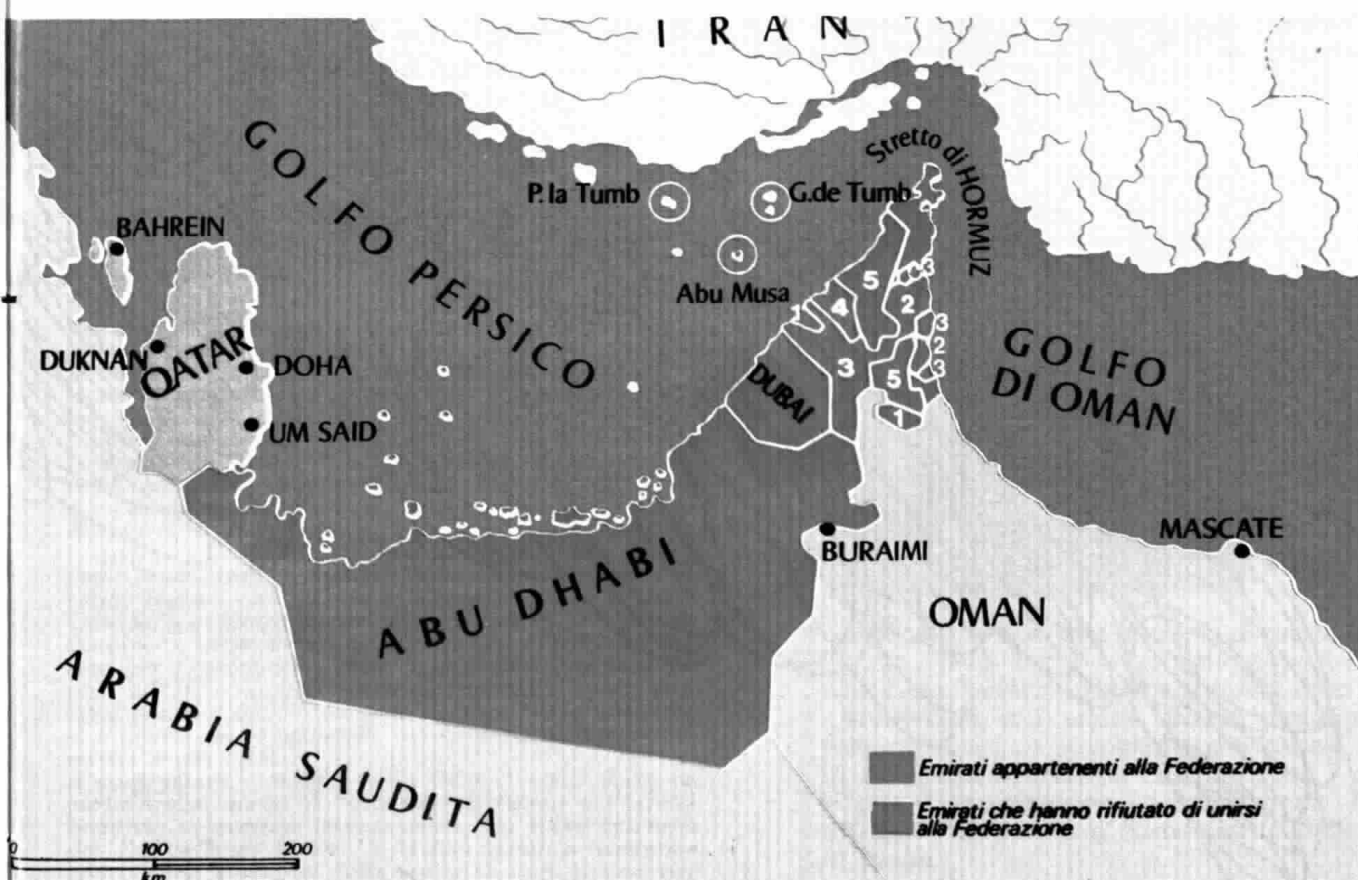 IRAN
GOLFO PERSICO
Stretto di HORMUZ
P.la Tumb
G.de Tumb
BAHREIN
Abu Musa
5
3
1
4
2
3
DUKNAN
QATAR
DOHA
3
2
3
5
DUBAI
1
GOLFO
DI OMAN
UM SAID
ABU DHABI
BURAIMI
MASCATE
OMAN
ARABIA SAUDITA
Emirati appartenenti alla Federazione
Emirati che hanno rifiutato di unirsi
alla Federazione
0 100 200
km